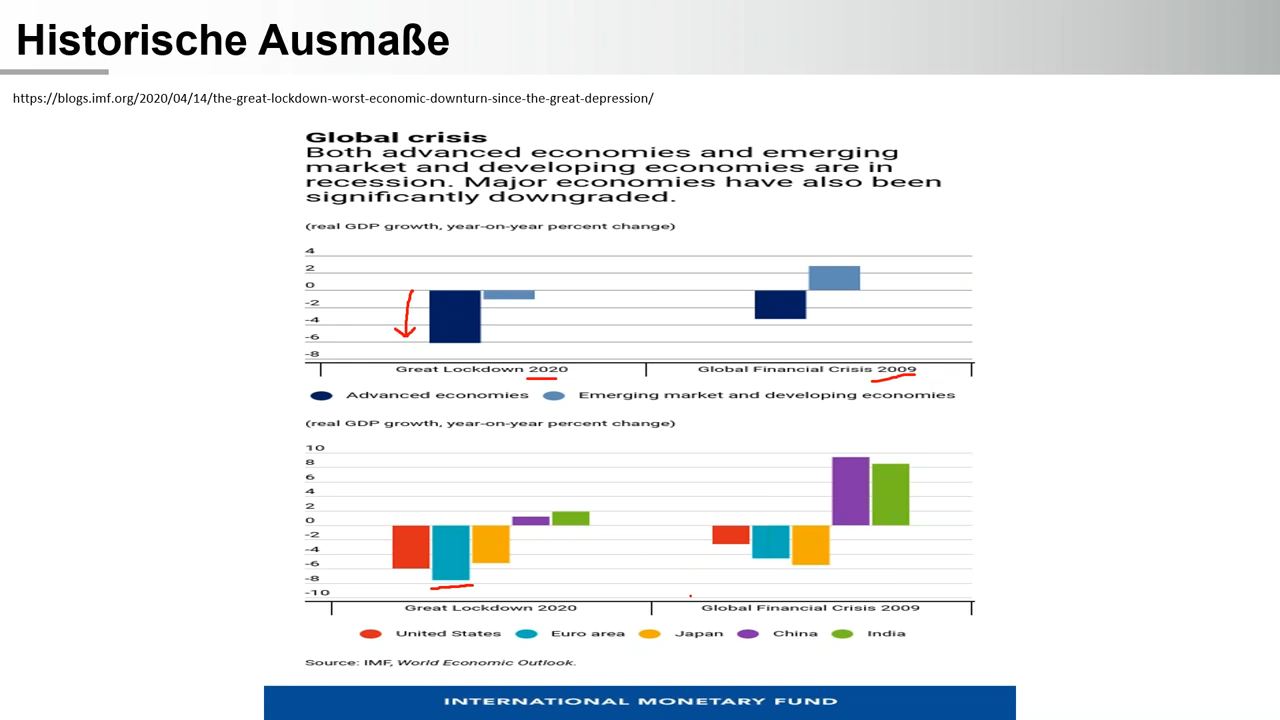 Historische Ausmaße
https://blogs.imf.org/2020/04/14/the-great-lockdown-worst-economic-downturn-since-the-great-depression/
Global crisis
Both advanced economies and emerging
market and developing economies are in
recession. Major economies have also been
significantly downgraded.
(real GDP growth, year-on-year percent change)
4
2
0
-2
-4
-6
-8
Great Lockdown 2020
Global Financial Crisis 2009
Advanced economies
Emerging market and developing economies
(real GDP growth, year-on-year percent change)
10
8
6
4
2
0
-2
-4
-6
-8
-10
Great Lockdown 2020
Global Financial Crisis 2009
United States
Euro area
Japan
China
India
Source: IMF, World Economic Outlook.
INTERNATIONAL MONETARY FUND